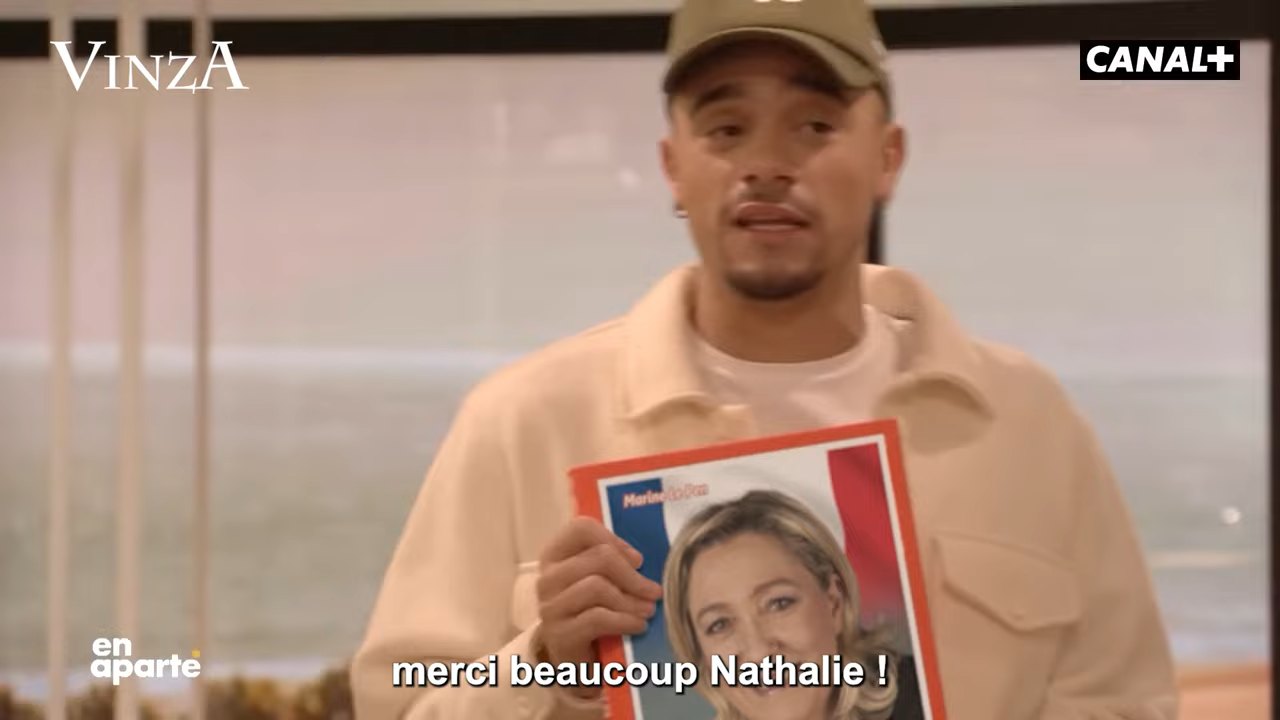 VINZA
CANAL+
Marine Le Pen
en
aparté
merci beaucoup Nathalie !